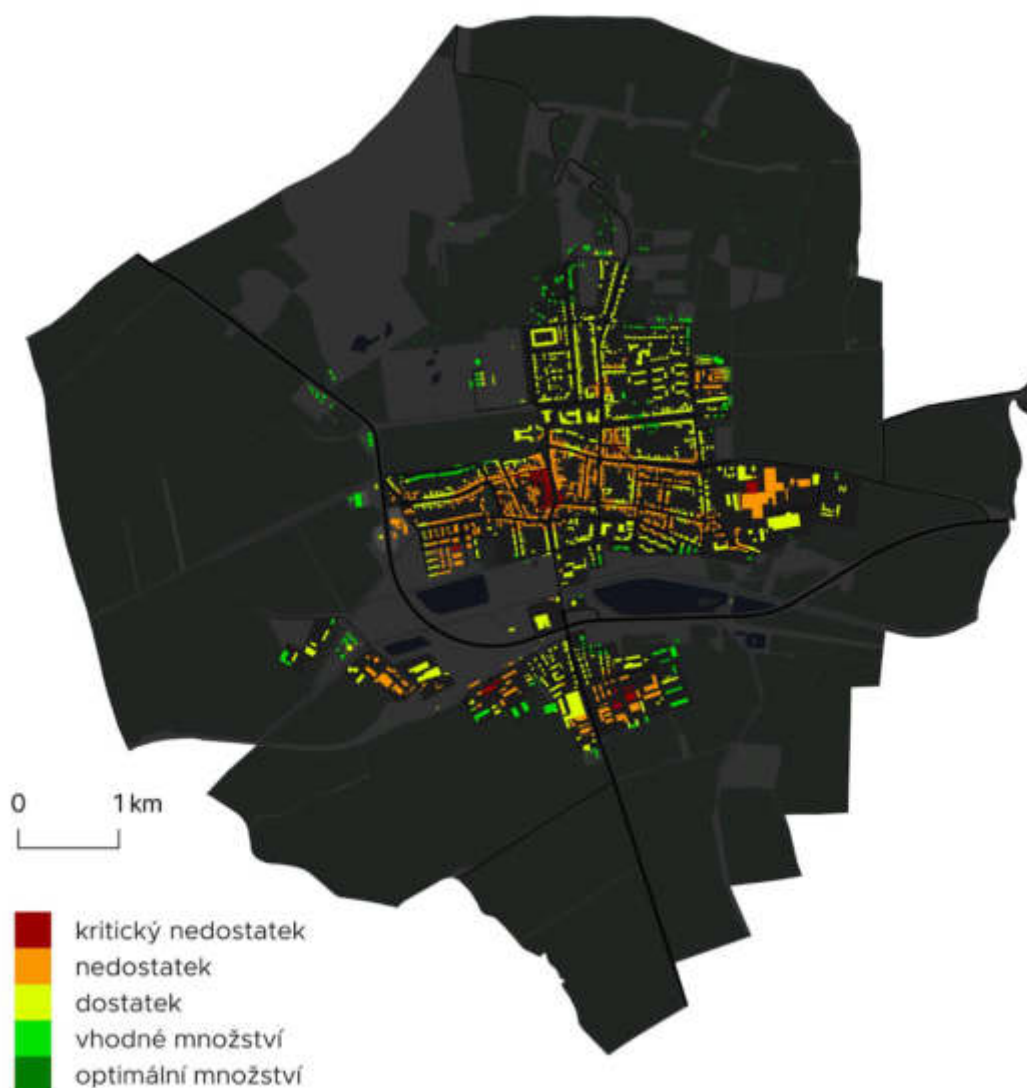 0 1 km
kritický nedostatek
nedostatek
dostatek
vhodné množství
optimální množství